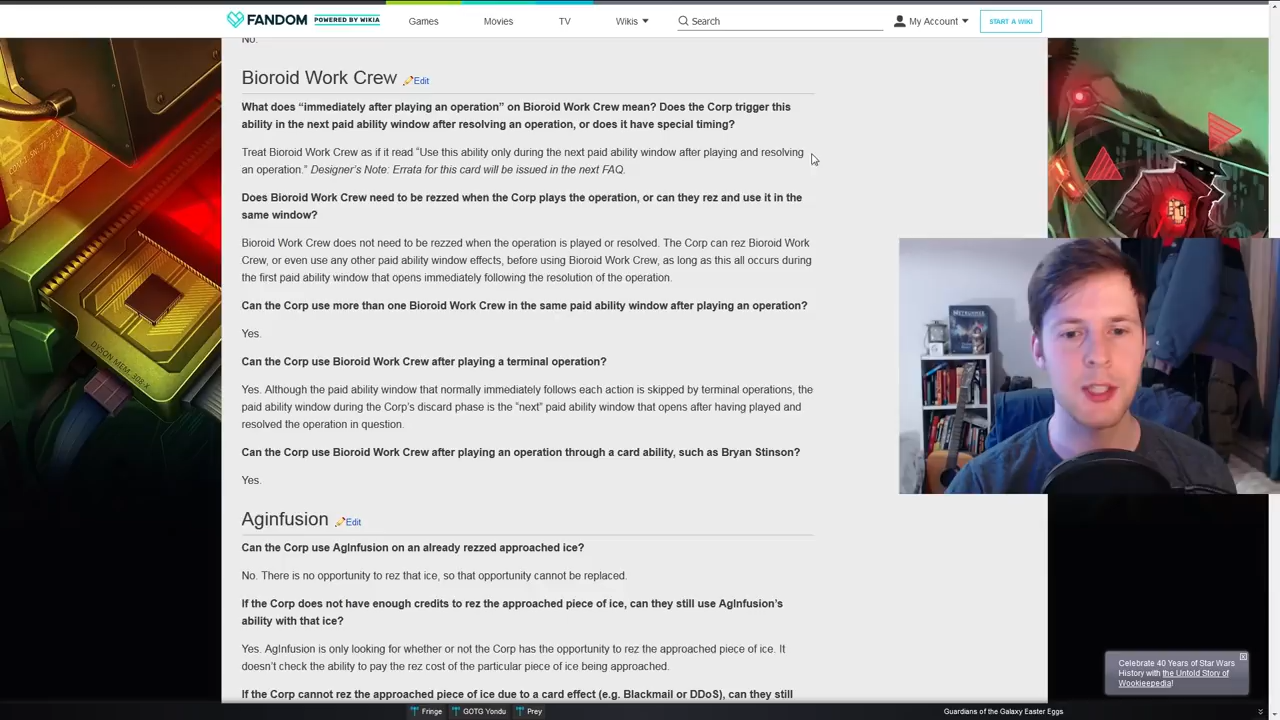 FANDOM
POWERED BY WIKIA
Games
Movies
TV
Wikis
Search
My Account
START A WIKI
No.
Bioroid Work Crew
Edit
What does “immediately after playing an operation” on Bioroid Work Crew mean? Does the Corp trigger this
ability in the next paid ability window after resolving an operation, or does it have special timing?
Treat Bioroid Work Crew as if it read “Use this ability only during the next paid ability window after playing and resolving
an operation.” Designer’s Note: Errata for this card will be issued in the next FAQ.
Does Bioroid Work Crew need to be rezzed when the Corp plays the operation, or can they rez and use it in the
same window?
Bioroid Work Crew does not need to be rezzed when the operation is played or resolved. The Corp can rez Bioroid Work
Crew, or even use any other paid ability window effects, before using Bioroid Work Crew, as long as this all occurs during
the first paid ability window that opens immediately following the resolution of the operation.
Can the Corp use more than one Bioroid Work Crew in the same paid ability window after playing an operation?
Yes.
Can the Corp use Bioroid Work Crew after playing a terminal operation?
Yes. Although the paid ability window that normally immediately follows each action is skipped by terminal operations, the
paid ability window during the Corp’s discard phase is the “next” paid ability window that opens after having played and
resolved the operation in question.
Can the Corp use Bioroid Work Crew after playing an operation through a card ability, such as Bryan Stinson?
Yes.
Aginfusion
Edit
Can the Corp use AgInfusion on an already rezzed approached ice?
No. There is no opportunity to rez that ice, so that opportunity cannot be replaced.
If the Corp does not have enough credits to rez the approached piece of ice, can they still use AgInfusion’s
ability with that ice?
Yes. AgInfusion is only looking for whether or not the Corp has the opportunity to rez the approached piece of ice. It
doesn’t check the ability to pay the rez cost of the particular piece of ice being approached.
If the Corp cannot rez the approached piece of ice due to a card effect (e.g. Blackmail or DDoS), can they still
DYSON MEM
Celebrate 40 Years of Star Wars
History with the Untold Story of
Wookieepedia!
Fringe
GOTG Yondu
Prey
Guardians of the Galaxy Easter Eggs